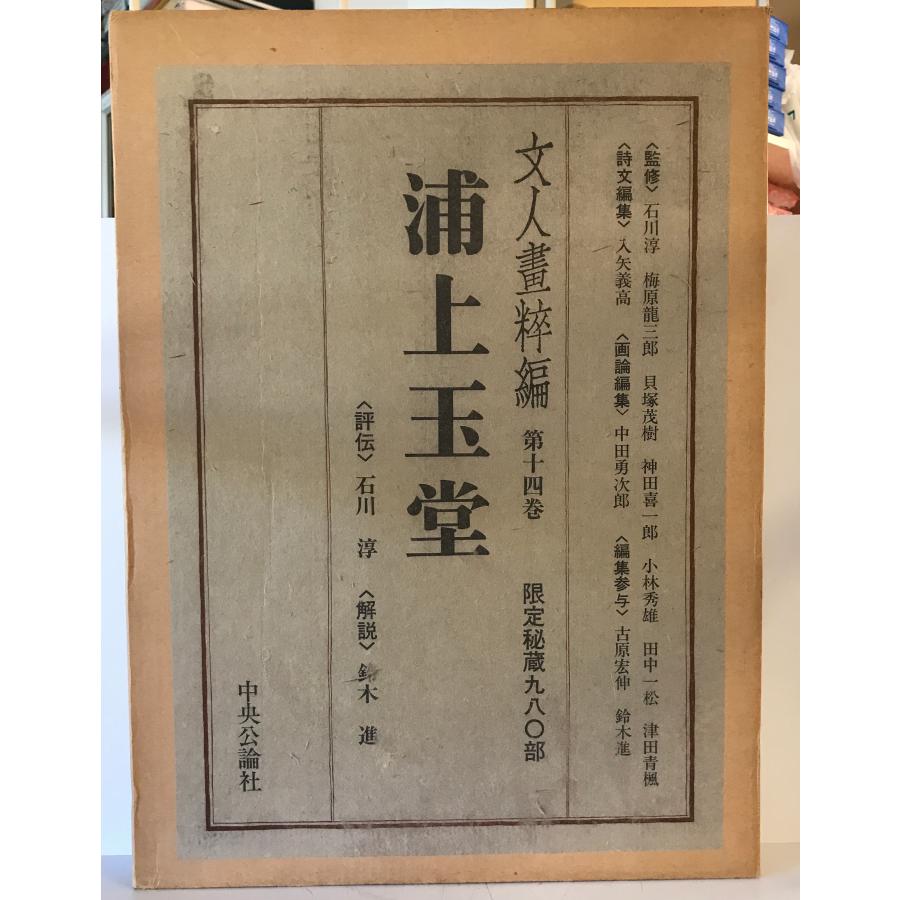 〈監修〉石川淳　梅原龍三郎　貝塚茂樹　神田喜一郎　小林秀雄　田中一松　津田青楓
〈詩文編集〉入矢義高　〈画論編集〉中田勇次郎　〈編集参与〉古原宏伸　鈴木進
文人畫粹編　第十四巻　限定秘蔵九八〇部
浦上玉堂
〈評伝〉石川　淳　〈解説〉鈴木　進
中央公論社